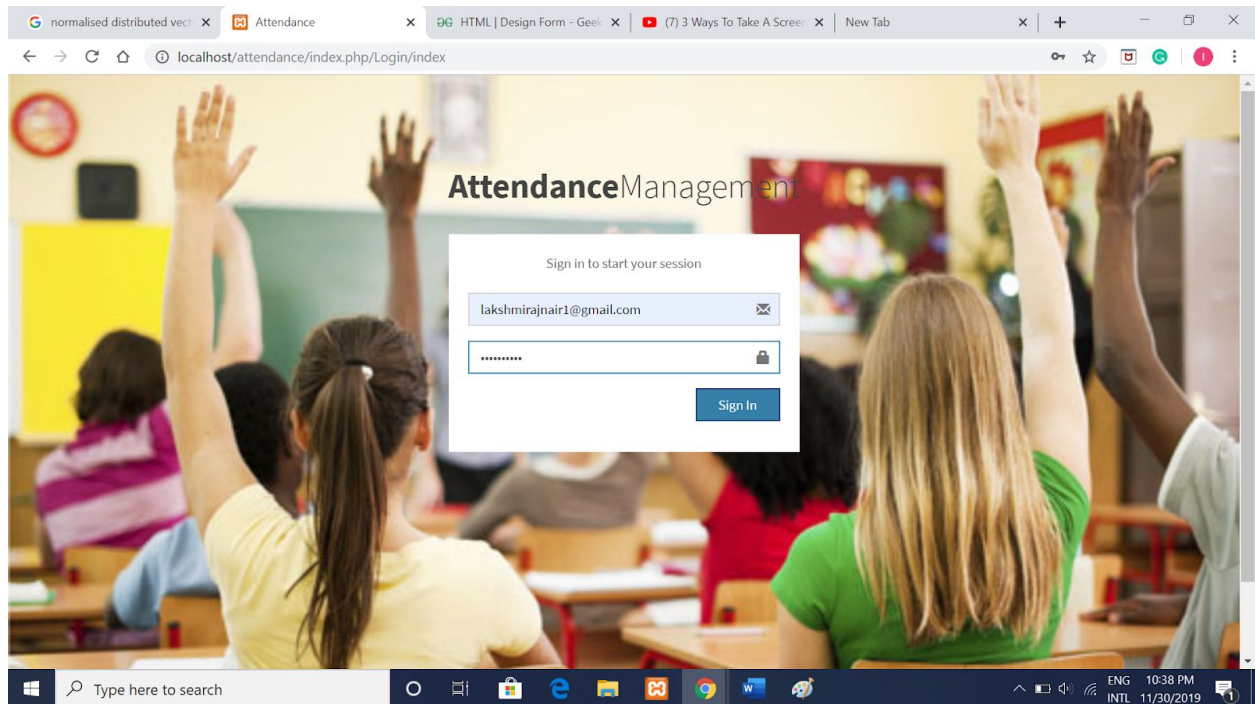 normalised distributed vect
Attendance
HTML | Design Form - Geek
(7) 3 Ways To Take A Screen
New Tab
localhost/attendance/index.php/Login/index
AttendanceManagement
Sign in to start your session
lakshmirajnair1@gmail.com
••••••••••
Sign In
Type here to search
ENG 10:38 PM
INTL 11/30/2019